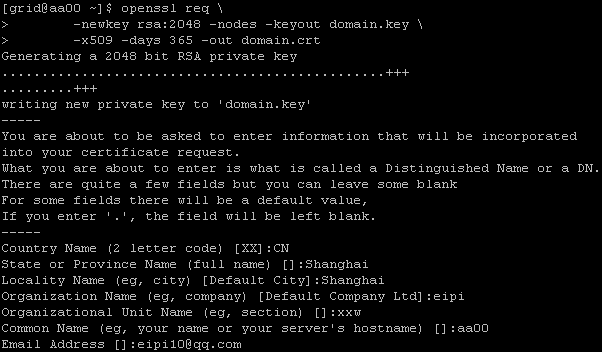 [grid@aa00 ~]$ openssl req \
>        -newkey rsa:2048 -nodes -keyout domain.key \
>        -x509 -days 365 -out domain.crt
Generating a 2048 bit RSA private key
................................................+++
.........+++
writing new private key to 'domain.key'
-----
You are about to be asked to enter information that will be incorporated
into your certificate request.
What you are about to enter is what is called a Distinguished Name or a DN.
There are quite a few fields but you can leave some blank
For some fields there will be a default value,
If you enter '.', the field will be left blank.
-----
Country Name (2 letter code) [XX]:CN
State or Province Name (full name) []:Shanghai
Locality Name (eg, city) [Default City]:Shanghai
Organization Name (eg, company) [Default Company Ltd]:eipi
Organizational Unit Name (eg, section) []:xxw
Common Name (eg, your name or your server's hostname) []:aa00
Email Address []:eipi10@qq.com